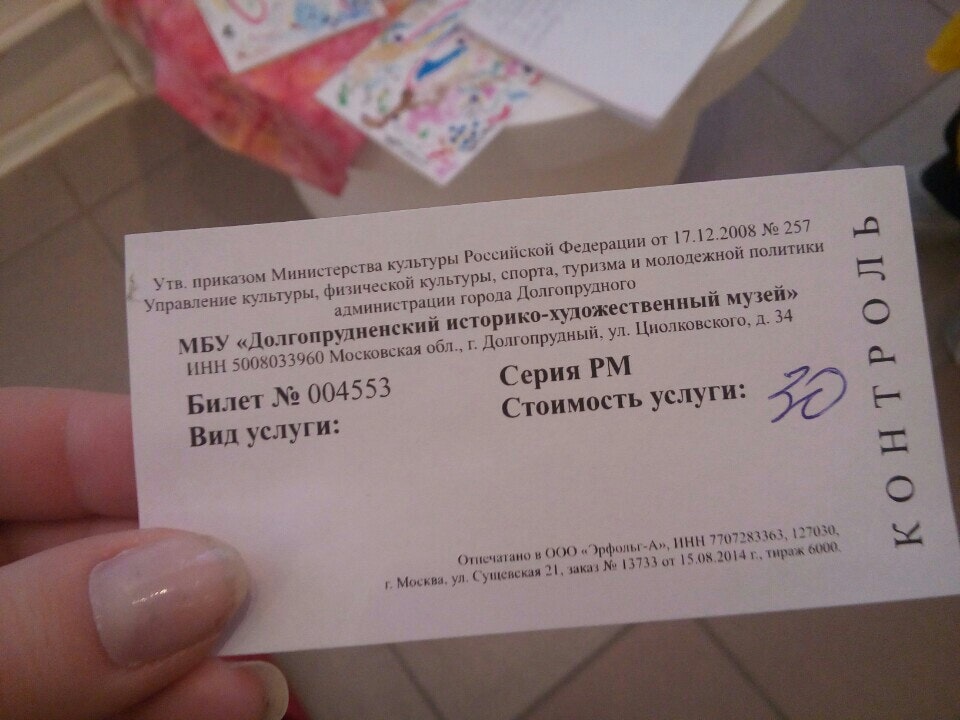 Утв. приказом Министерства культуры Российской Федерации от 17.12.2008 № 257
Управление культуры, физической культуры, спорта, туризма и молодежной политики
администрации города Долгопрудного
МБУ «Долгопрудненский историко-художественный музей»
ИНН 5008033960 Московская обл., г. Долгопрудный, ул. Циолковского, д. 34
Билет № 004553
Серия РМ
Вид услуги:
Стоимость услуги: 30
Отпечатано в ООО «Эрфольг-А», ИНН 7707283363, 127030,
г. Москва, ул. Сущевская 21, заказ № 13733 от 15.08.2014 г., тираж 6000.
КОНТРОЛЬ